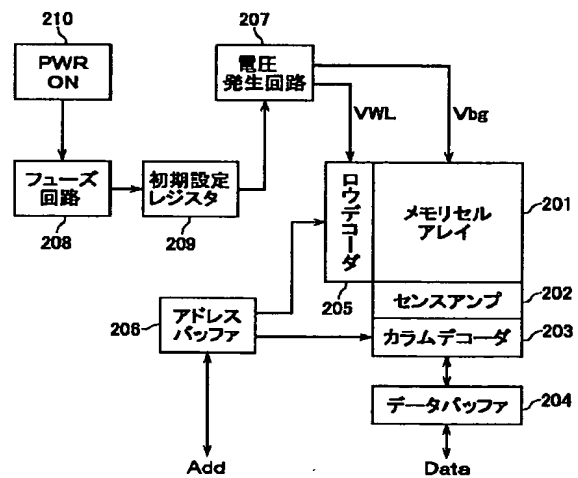 210
PWR
ON
207
電圧
発生回路
VWL
Vbg
フューズ
回路
208
初期設定
レジスタ
209
ロウデコーダ
205
メモリセル
アレイ
201
センスアンプ
202
カラムデコーダ
203
206
アドレス
バッファ
データバッファ
204
Add
Data